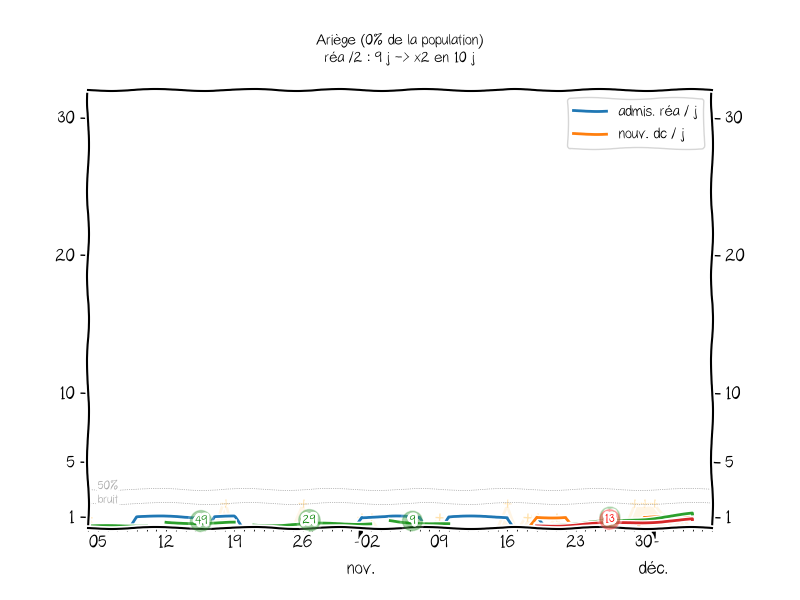 Ariège (0% de la population)
réa /2 : 9 j -> x2 en 10 j
admis. réa / j
nouv. dc / j
30
30
20
20
10
10
5
5
50%
bruit
1
1
49
29
9
13
05 12 19 26 02 09 16 23 30
nov. déc.